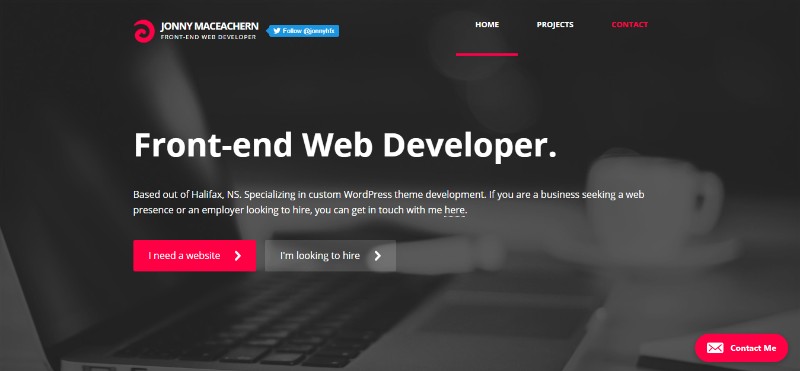 JONNY MACEACHERN
FRONT-END WEB DEVELOPER
Follow @jonnyhfx
HOME
PROJECTS
CONTACT
Front-end Web Developer.
Based out of Halifax, NS. Specializing in custom WordPress theme development. If you are a business seeking a web
presence or an employer looking to hire, you can get in touch with me here.
I need a website
I'm looking to hire
Contact Me